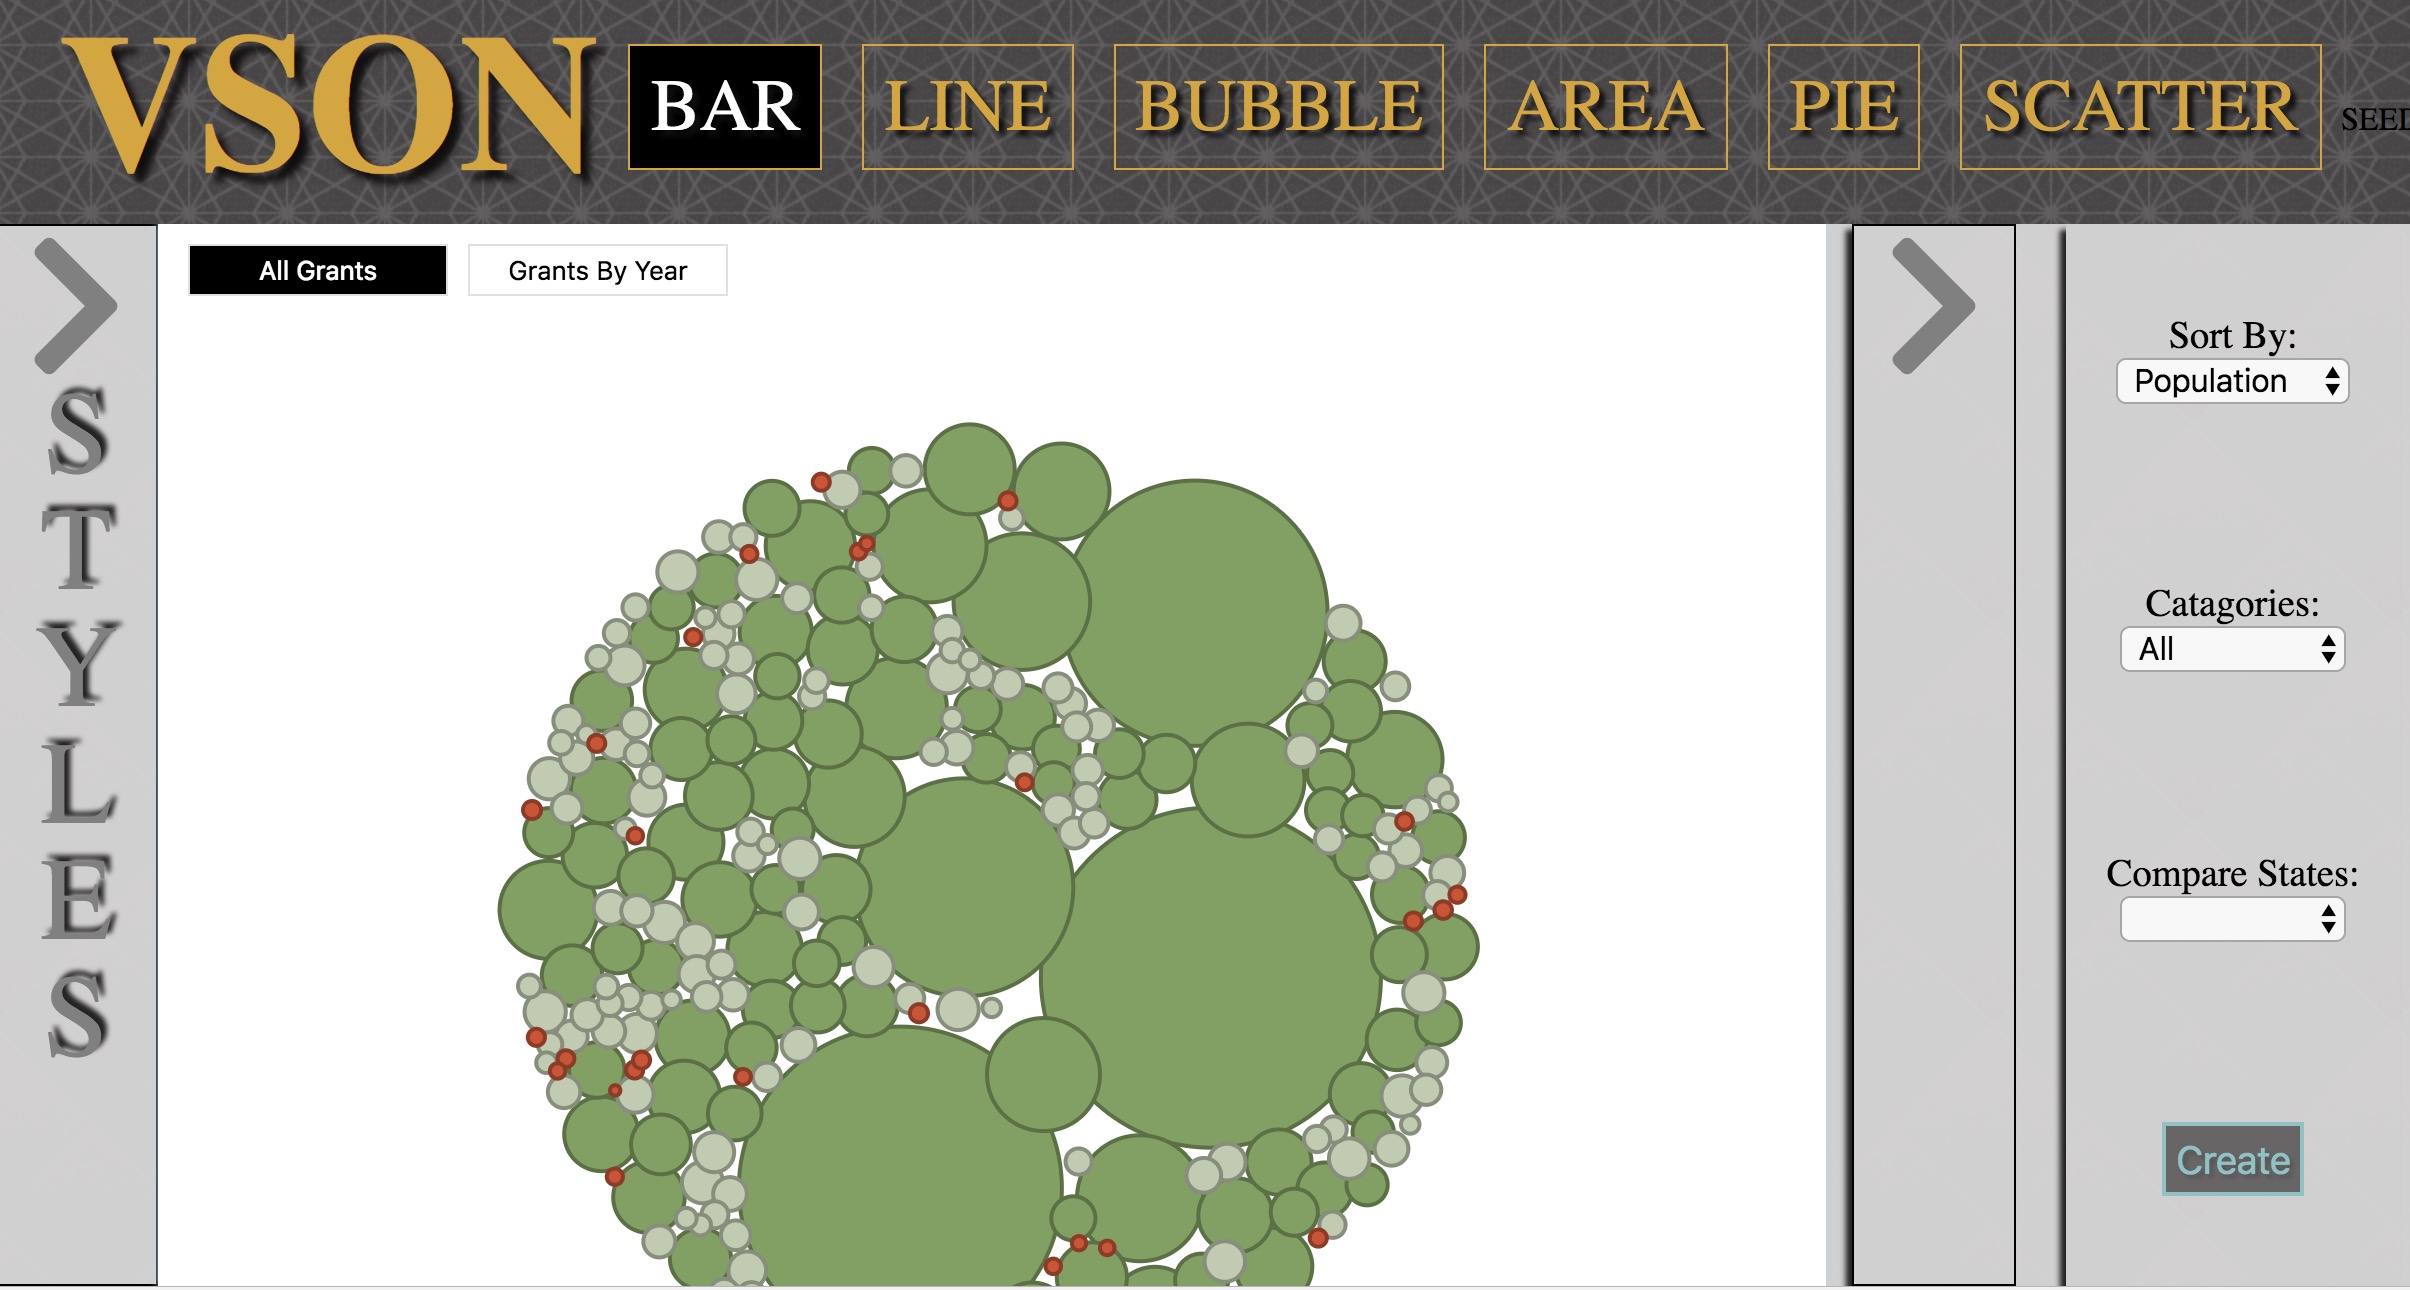 VSON BAR LINE BUBBLE AREA PIE SCATTER SEED
All Grants Grants By Year
STYLES
Sort By:
Population
Catagories:
All
Compare States:
Create